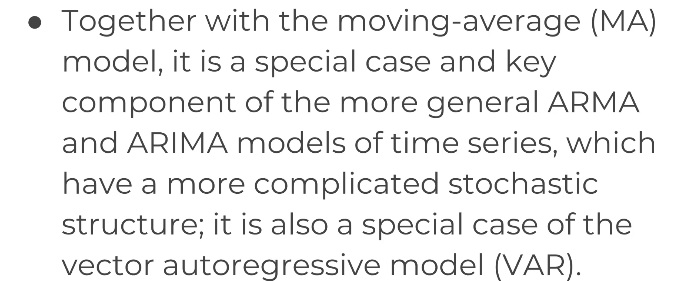 ● Together with the moving-average (MA)
model, it is a special case and key
component of the more general ARMA
and ARIMA models of time series, which
have a more complicated stochastic
structure; it is also a special case of the
vector autoregressive model (VAR).